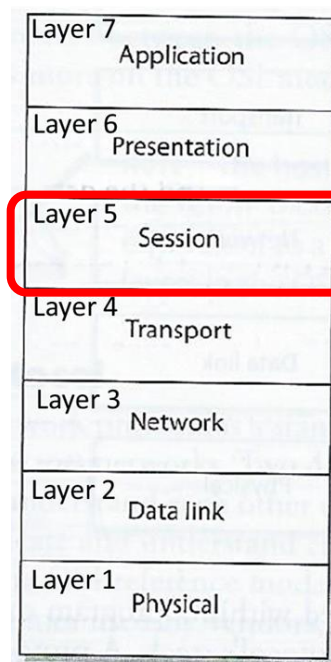 Layer 7
Application
Layer 6
Presentation
Layer 5
Session
Layer 4
Transport
Layer 3
Network
Layer 2
Data link
Layer 1
Physical